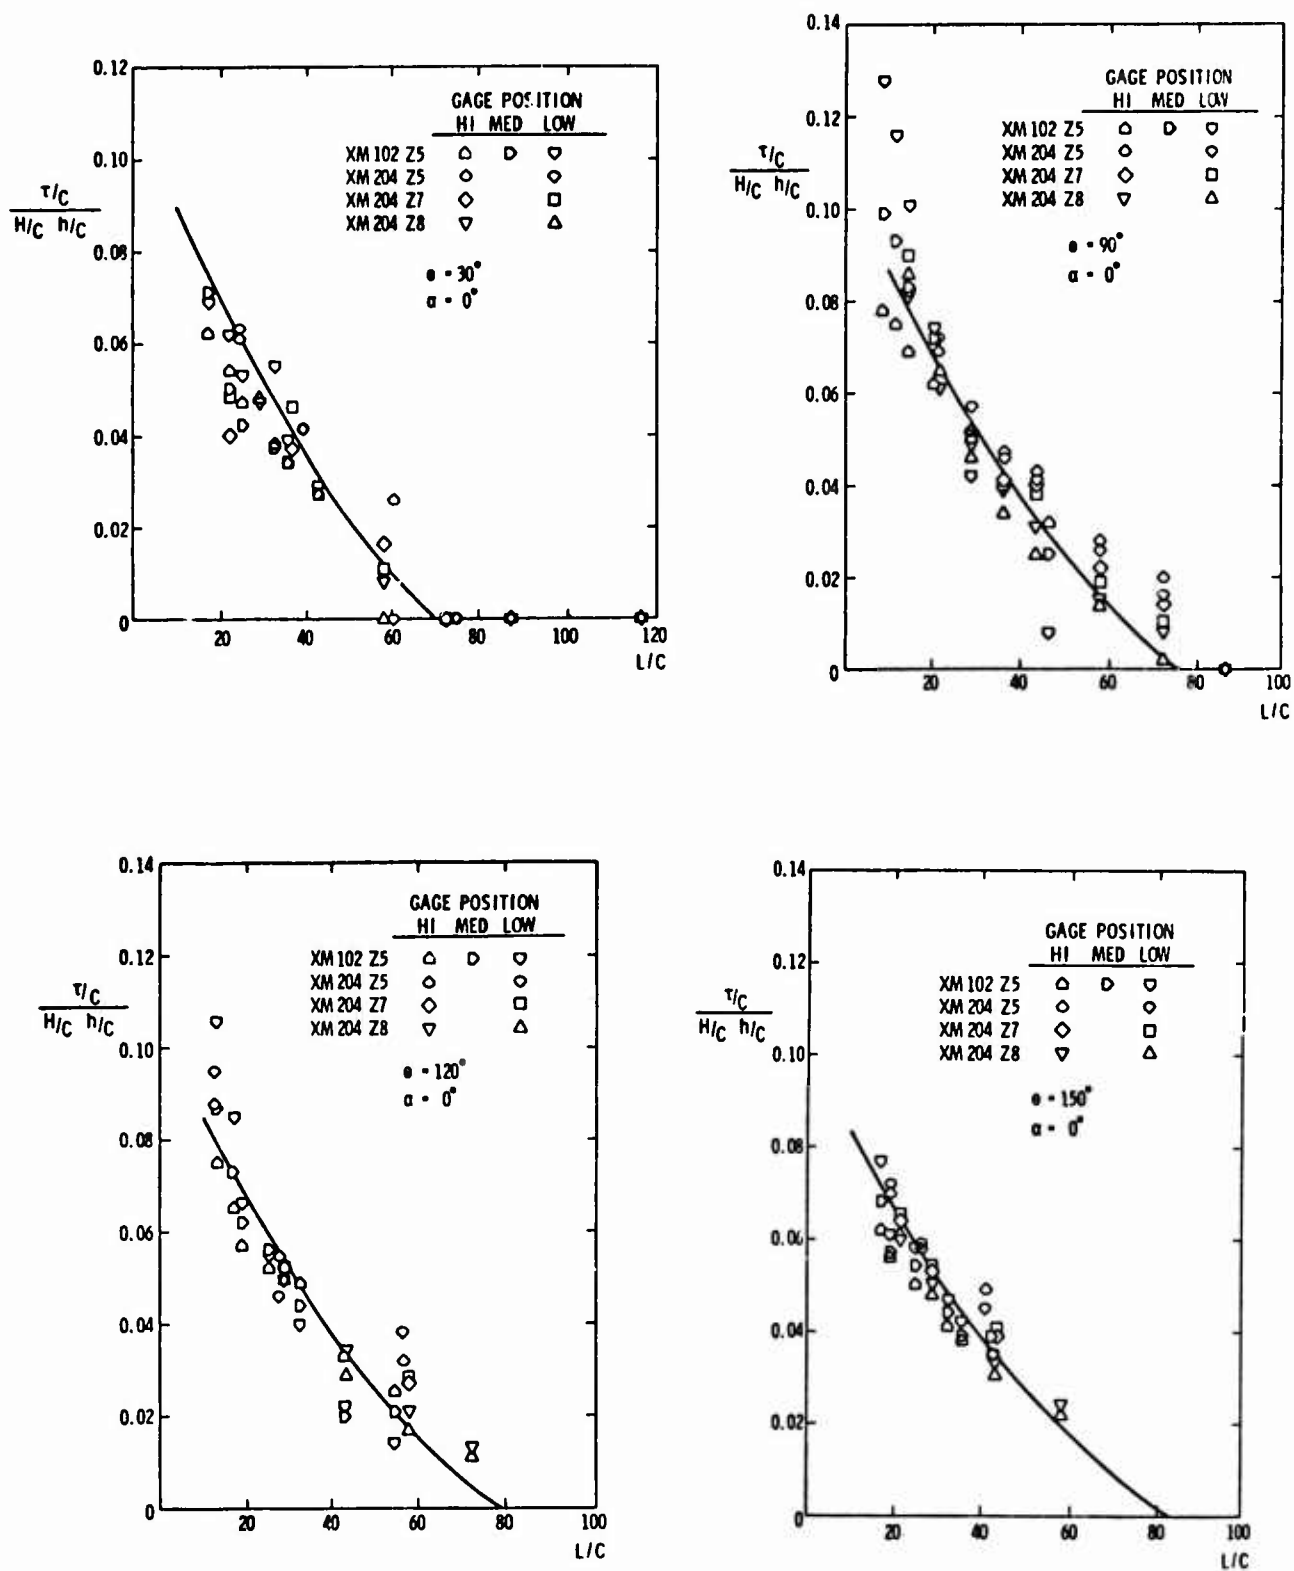 0.12
0.10
0.08
0.06
0.04
0.02
0
τ/C
H/C h/C
GAGE POSITION
HI MED LOW
XM 102 Z5
XM 204 Z5
XM 204 Z7
XM 204 Z8
θ = 30°
α = 0°
20 40 60 80 100 120
L/C
0.14
0.12
0.10
0.08
0.06
0.04
0.02
0
τ/C
H/C h/C
GAGE POSITION
HI MED LOW
XM 102 Z5
XM 204 Z5
XM 204 Z7
XM 204 Z8
θ = 90°
α = 0°
20 40 60 80 100
L/C
0.14
0.12
0.10
0.08
0.06
0.04
0.02
0
τ/C
H/C h/C
GAGE POSITION
HI MED LOW
XM 102 Z5
XM 204 Z5
XM 204 Z7
XM 204 Z8
θ = 120°
α = 0°
20 40 60 80 100
L/C
0.14
0.12
0.10
0.08
0.06
0.04
0.02
0
τ/C
H/C h/C
GAGE POSITION
HI MED LOW
XM 102 Z5
XM 204 Z5
XM 204 Z7
XM 204 Z8
θ = 150°
α = 0°
20 40 60 80 100
L/C